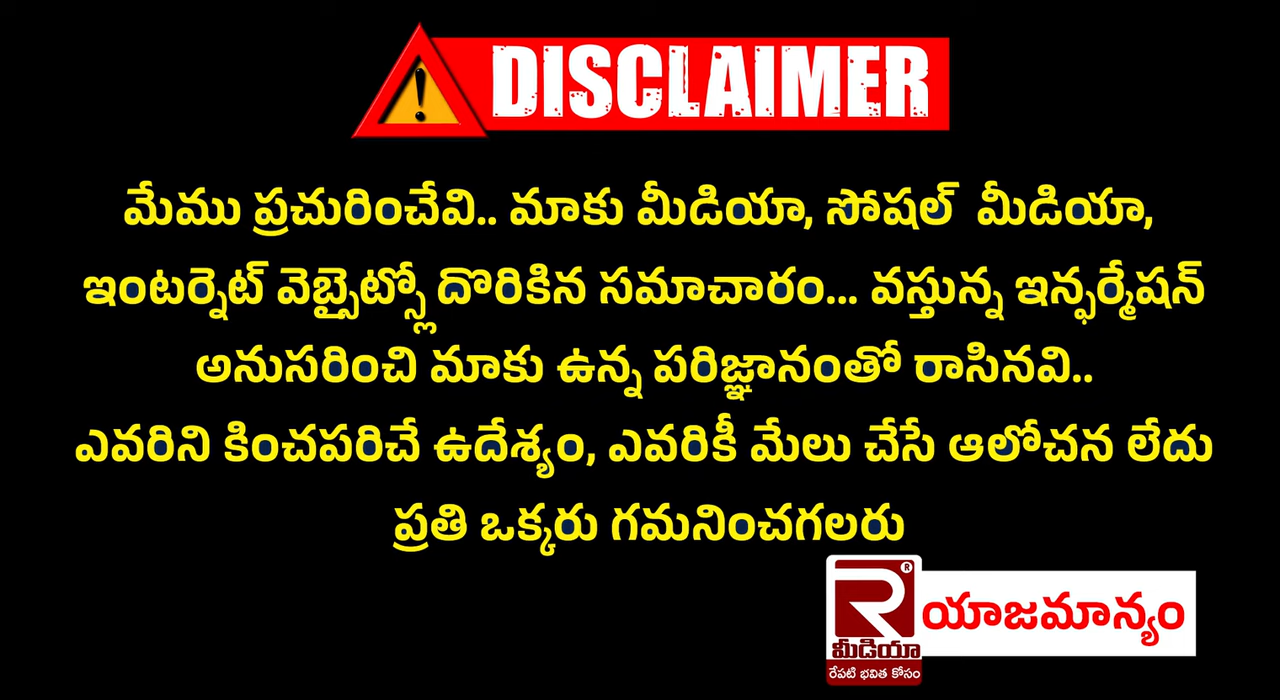 DISCLAIMER
మేము ప్రచురించేవి.. మాకు మీడియా, సోషల్ మీడియా,
ఇంటర్నెట్ వెబ్సైట్స్లో దొరికిన సమాచారం... వస్తున్న ఇన్ఫర్మేషన్
అనుసరించి మాకు ఉన్న పరిజ్ఞానంతో రాసినవి..
ఎవరిని కించపరిచే ఉదేశ్యం, ఎవరికీ మేలు చేసే ఆలోచన లేదు
ప్రతి ఒక్కరు గమనించగలరు
R ®
మీడియా
రేపటి భవిత కోసం
యాజమాన్యం